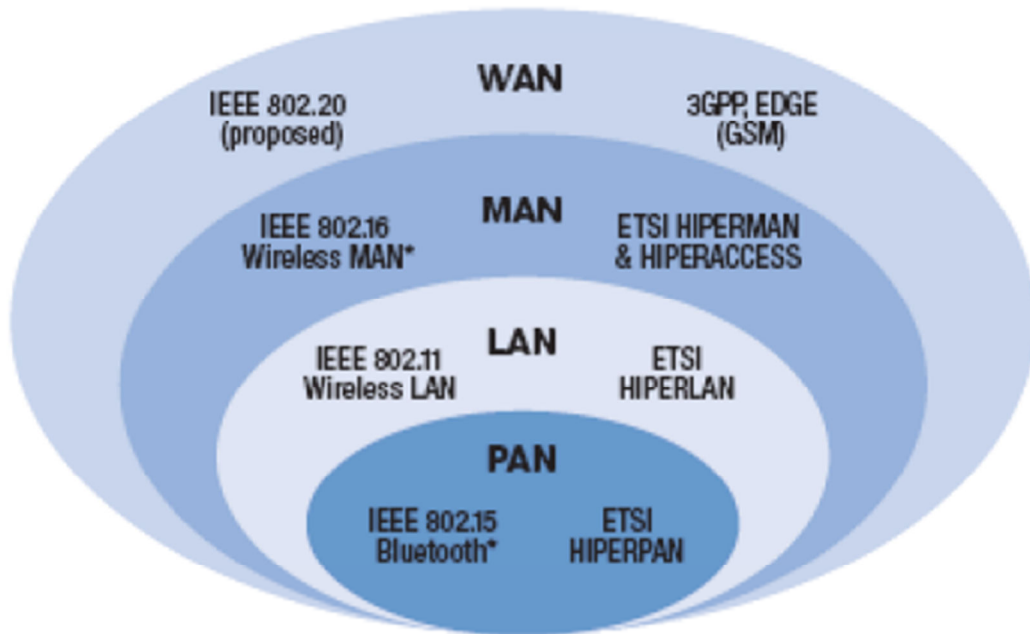 WAN
IEEE 802.20
(proposed)
3GPP, EDGE
(GSM)
MAN
IEEE 802.16
Wireless MAN*
ETSI HIPERMAN
& HIPERACCESS
LAN
IEEE 802.11
Wireless LAN
ETSI
HIPERLAN
PAN
IEEE 802.15
Bluetooth*
ETSI
HIPERPAN